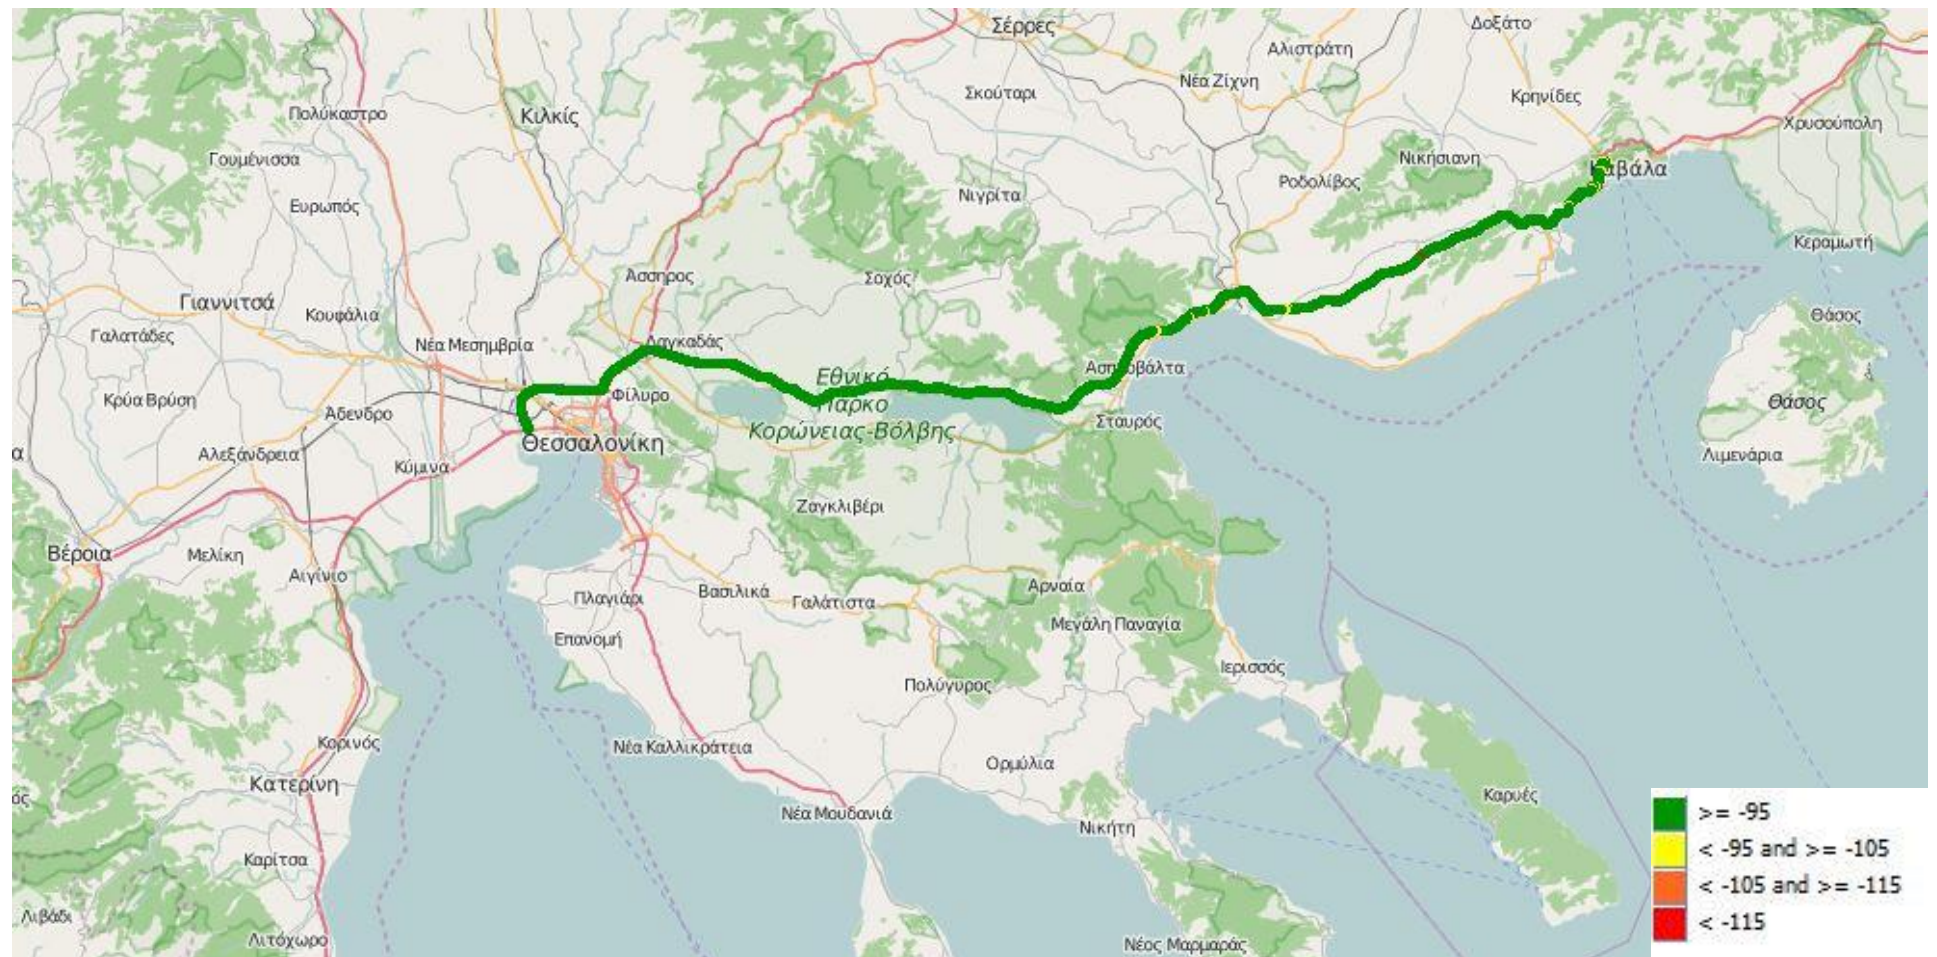 Σέρρες
Δοξάτο
Αλιστράτη
Νέα Ζίχνη
Σκούταρι
Κρηνίδες
Πολύκαστρο
Κιλκίς
Χρυσούπολη
Γουμένισσα
Νικήσιανη
Καβάλα
Ροδολίβος
Νιγρίτα
Ευρωπός
Κεραμωτή
Άσσηρος
Σοχός
Γιαννιτσά
Κουφάλια
Θάσος
Γαλατάδες
Νέα Μεσημβρία
Λαγκαδάς
Ασπροβάλτα
Εθνικό
Πάρκο
Κορώνειας-Βόλβης
Κρύα Βρύση
Φίλυρο
Θάσος
Άδενδρο
Σταυρός
Θεσσαλονίκη
α
Αλεξάνδρεια
Κύμινα
Λιμενάρια
Ζαγκλιβέρι
Βέροια
Μελίκη
Αιγίνιο
Αρναία
Πλαγιάρι
Βασιλικά
Γαλάτιστα
Μεγάλη Παναγία
Επανομή
Ιερισσός
Πολύγυρος
Κορινός
Νέα Καλλικράτεια
Ορμύλια
Κατερίνη
ός
Καρυές
Νέα Μουδανιά
Νικήτη
Καρίτσα
Λιβάδι
Λιτόχωρο
Νέος Μαρμαράς
>= -95
< -95 and >= -105
< -105 and >= -115
< -115